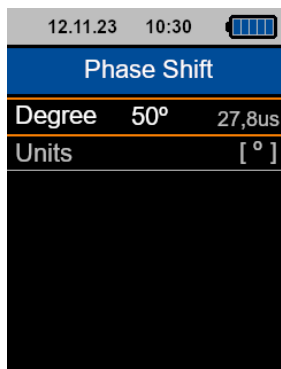 12.11.23 10:30
Phase Shift
Degree 50º 27,8us
Units [ º ]